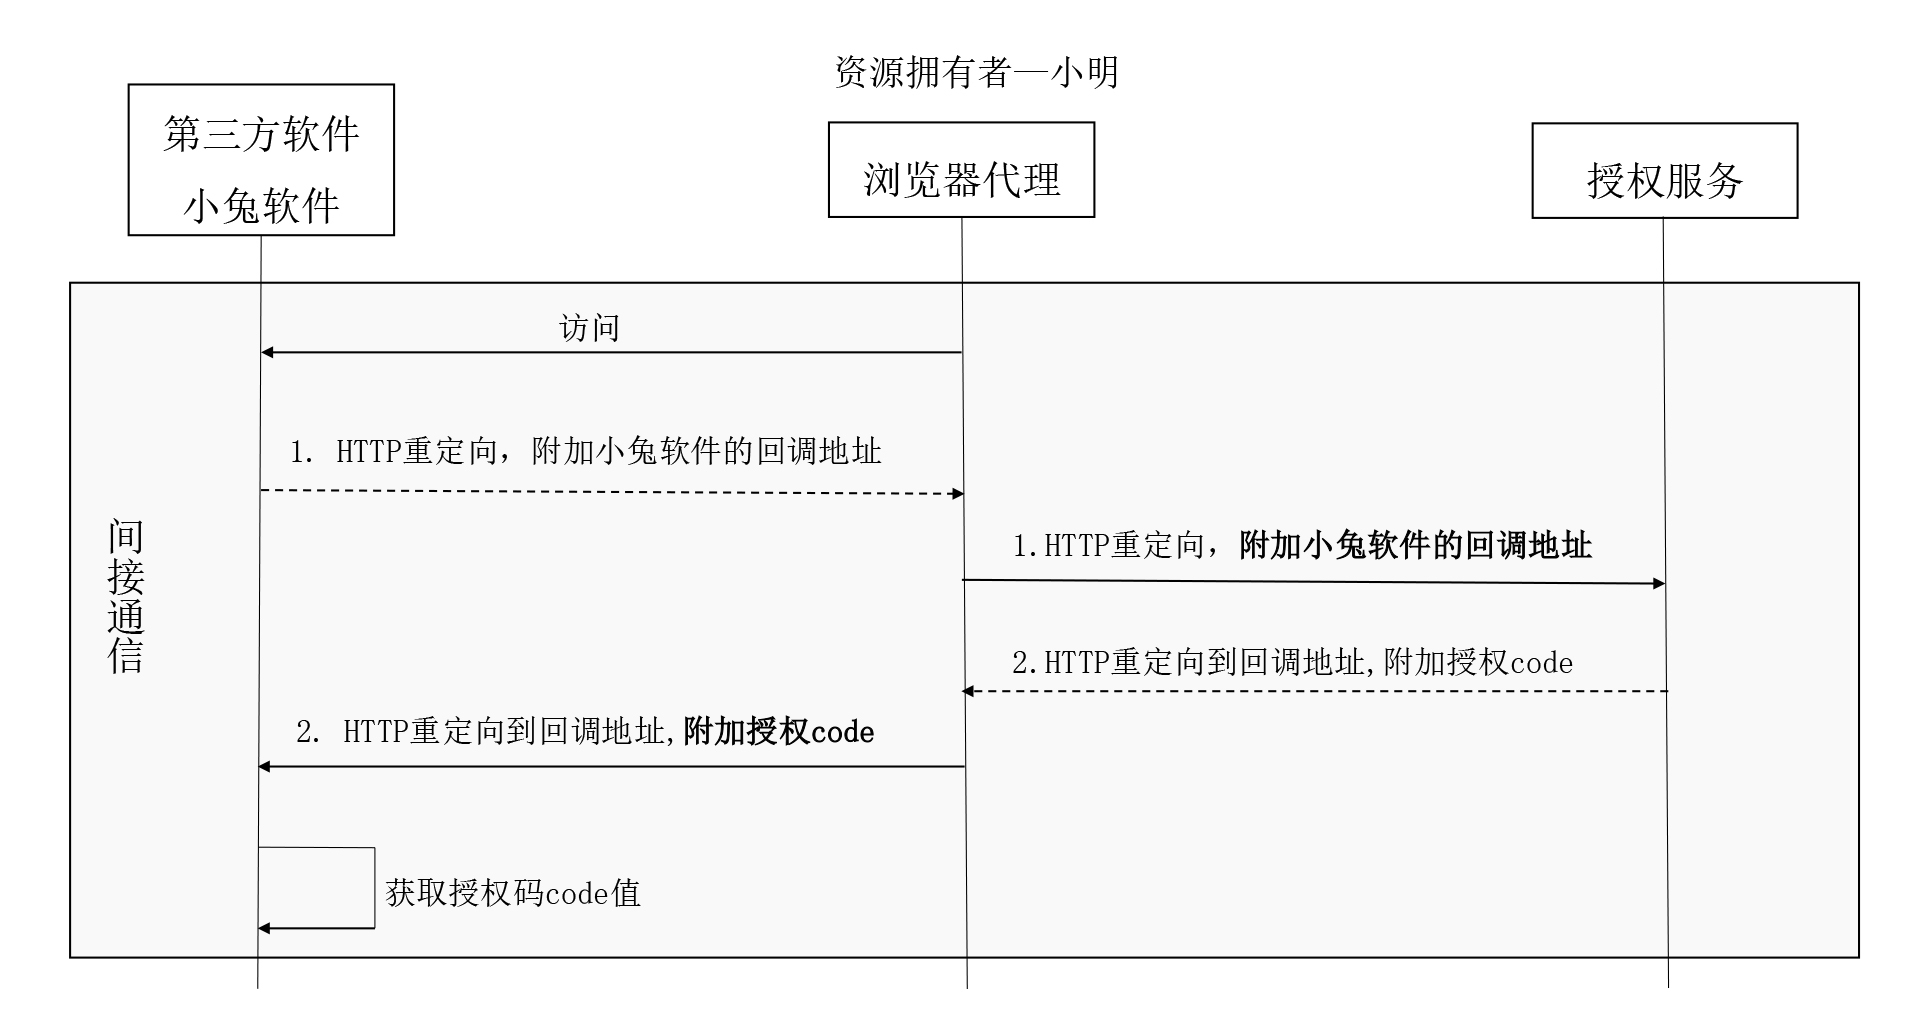 资源拥有者—小明
第三方软件
小兔软件
浏览器代理
授权服务
访问
1. HTTP重定向，附加小兔软件的回调地址
间接通信
1.HTTP重定向，附加小兔软件的回调地址
2.HTTP重定向到回调地址,附加授权code
2. HTTP重定向到回调地址,附加授权code
获取授权码code值